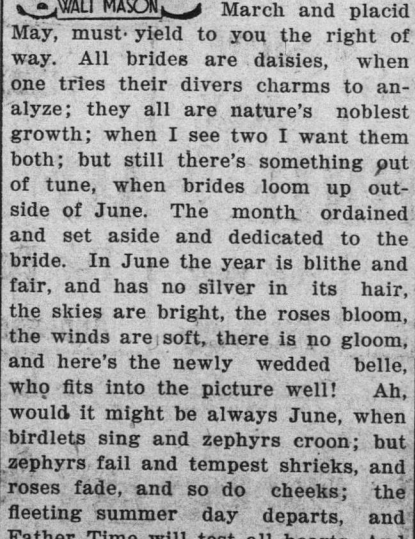 WALT MASON March and placid
May, must yield to you the right of
way. All brides are daisies, when
one tries their divers charms to an-
alyze; they all are nature's noblest
growth; when I see two I want them
both; but still there's something out
of tune, when brides loom up out-
side of June. The month ordained
and set aside and dedicated to the
bride. In June the year is blithe and
fair, and has no silver in its hair,
the skies are bright, the roses bloom,
the winds are soft, there is no gloom,
and here's the newly wedded belle,
who fits into the picture well! Ah,
would it might be always June, when
birdlets sing and zephyrs croon; but
zephyrs fail and tempest shrieks, and
roses fade, and so do cheeks; the
fleeting summer day departs, and
Father Time will test all hearts. And